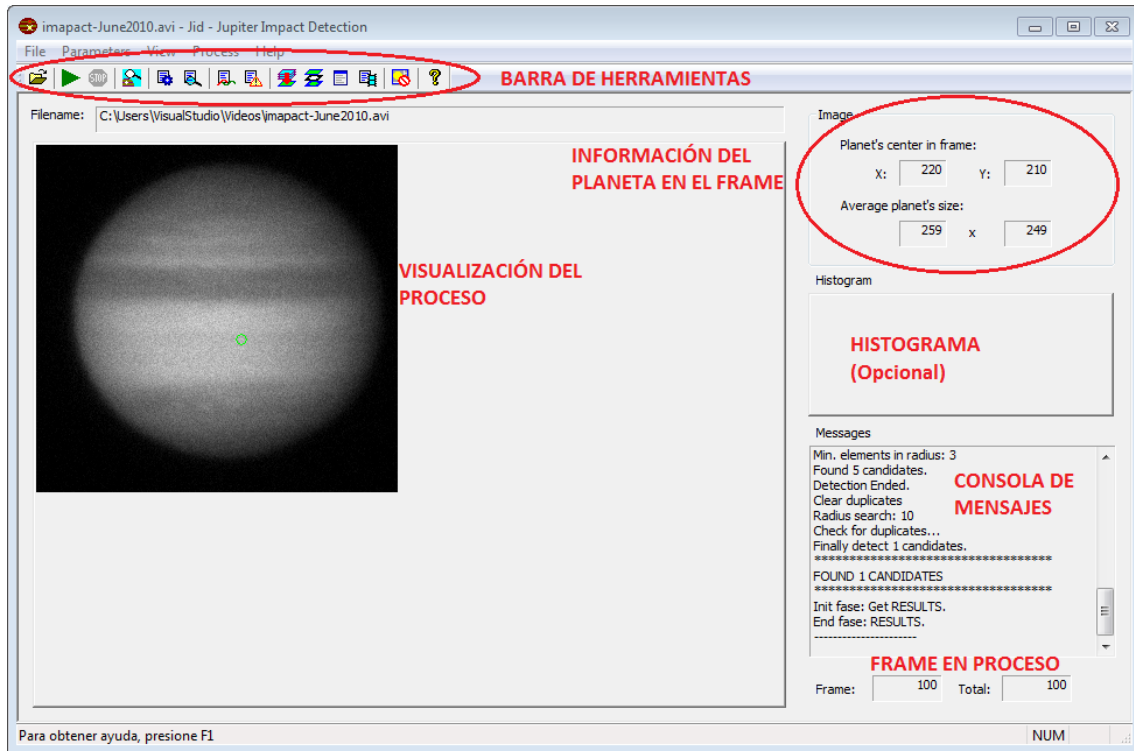 imapact-June2010.avi - Jid - Jupiter Impact Detection
File Parameters View Process Help
STOP
BARRA DE HERRAMIENTAS
Filename: C:\Users\VisualStudio\Videos\imapact-June2010.avi
INFORMACIÓN DEL
PLANETA EN EL FRAME
VISUALIZACIÓN DEL
PROCESO
Image
Planet's center in frame:
X: 220 Y: 210
Average planet's size:
259 x 249
Histogram
HISTOGRAMA
(Opcional)
Messages
Min. elements in radius: 3
Found 5 candidates.
Detection Ended.
Clear duplicates
Radius search: 10
Check for duplicates...
Finally detect 1 candidates.
***********************************
FOUND 1 CANDIDATES
***********************************
Init fase: Get RESULTS.
End fase: RESULTS.
----------------------
CONSOLA DE
MENSAJES
FRAME EN PROCESO
Frame: 100 Total: 100
Para obtener ayuda, presione F1 NUM